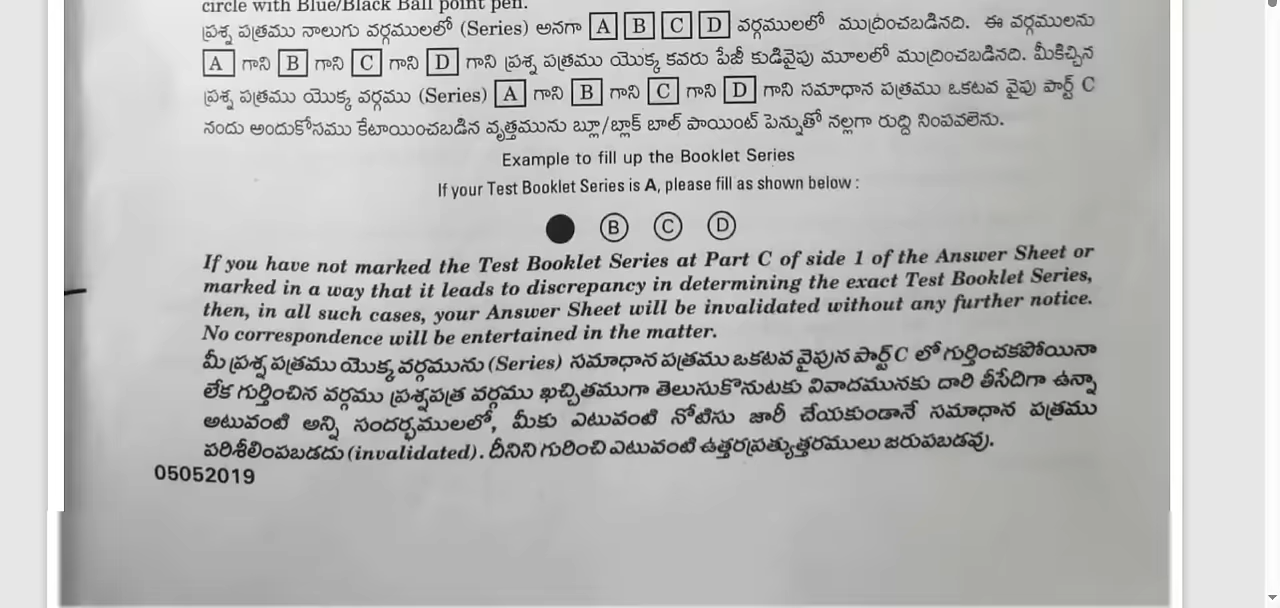 circle with Blue/Black Ball point pen.
ప్రశ్న పత్రము నాలుగు వర్గములలో (Series) అనగా A B C D వర్గములలో ముద్రించబడినది. ఈ వర్గములను
A గాని B గాని C గాని D గాని ప్రశ్న పత్రము యొక్క కవరు పేజీ కుడివైపు మూలలో ముద్రించబడినది. మీకిచ్చిన
ప్రశ్న పత్రము యొక్క వర్గము (Series) A గాని B గాని C గాని D గాని సమాధాన పత్రము ఒకటవ వైపు పార్ట్ C
నందు అందుకోసము కేటాయించబడిన వృత్తమును బ్లూ/బ్లాక్ బాల్ పాయింట్ పెన్నుతో నల్లగా రుద్ది నింపవలెను.
Example to fill up the Booklet Series
If your Test Booklet Series is A, please fill as shown below :
B C D
If you have not marked the Test Booklet Series at Part C of side 1 of the Answer Sheet or
marked in a way that it leads to discrepancy in determining the exact Test Booklet Series,
then, in all such cases, your Answer Sheet will be invalidated without any further notice.
No correspondence will be entertained in the matter.
మీ ప్రశ్న పత్రము యొక్క వర్గమును (Series) సమాధాన పత్రము ఒకటవ వైపున పార్ట్ C లో గుర్తించకపోయినా
లేక గుర్తించిన వర్గము ప్రశ్నపత్ర వర్గము ఖచ్చితముగా తెలుసుకొనుటకు వివాదమునకు దారి తీసేదిగా ఉన్నా
అటువంటి అన్ని సందర్భములలో, మీకు ఎటువంటి నోటిసు జారీ చేయకుండానే సమాధాన పత్రము
పరిశీలింపబడదు (invalidated). దీనిని గురించి ఎటువంటి ఉత్తరప్రత్యుత్తరములు జరుపబడవు.
05052019